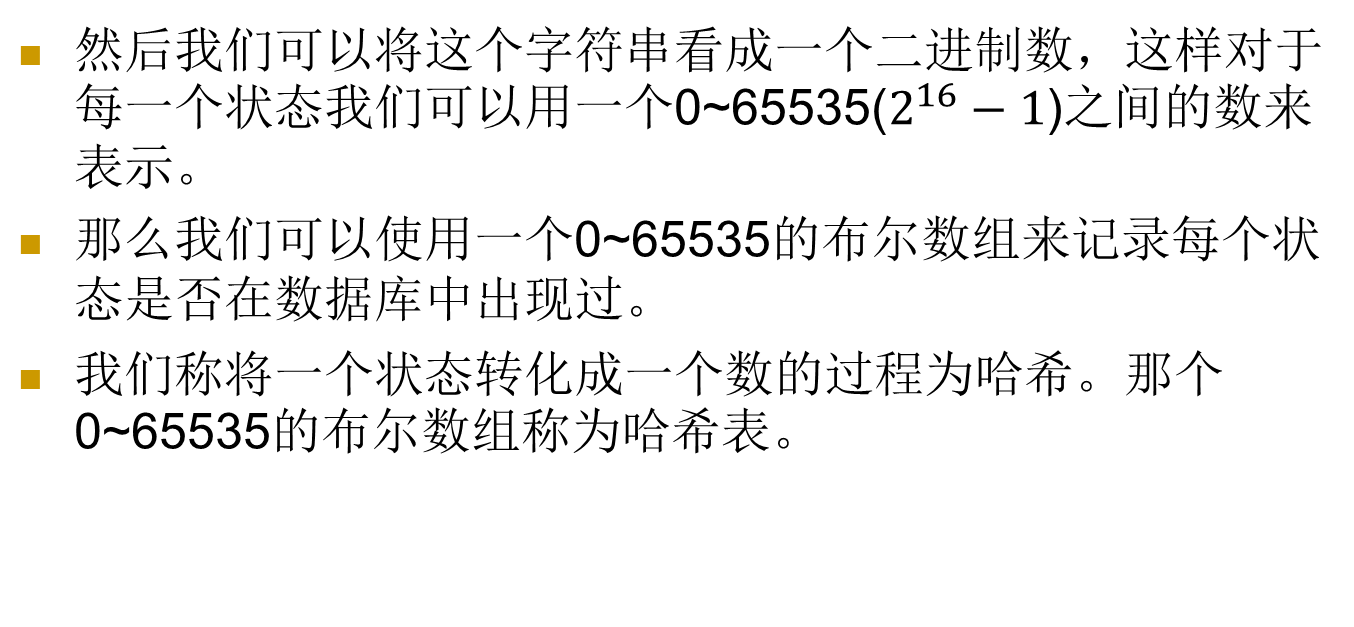 然后我们可以将这个字符串看成一个二进制数，这样对于
每一个状态我们可以用一个0~65535(2¹⁶ − 1)之间的数来
表示。
那么我们可以使用一个0~65535的布尔数组来记录每个状
态是否在数据库中出现过。
我们称将一个状态转化成一个数的过程为哈希。那个
0~65535的布尔数组称为哈希表。